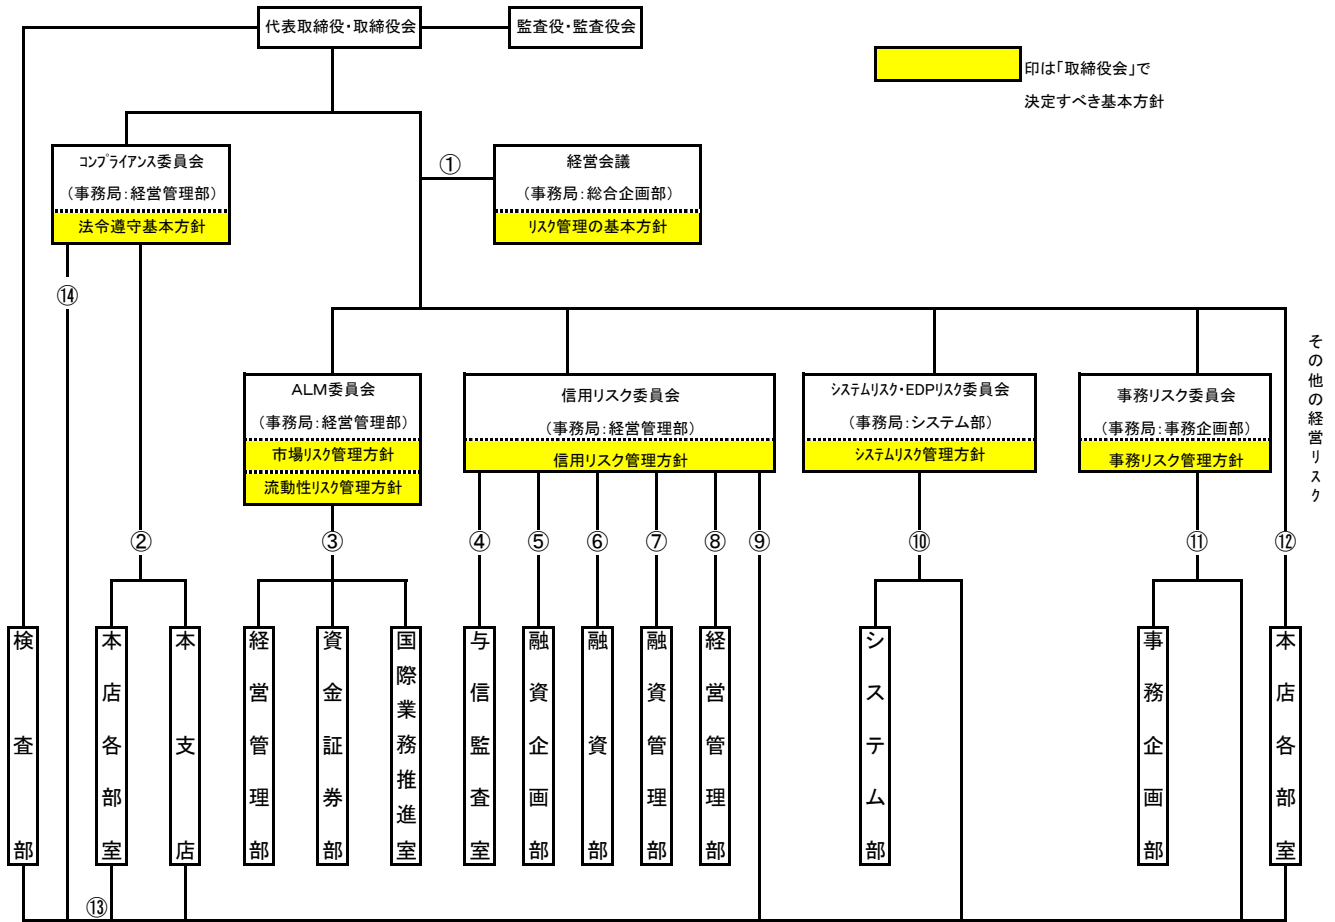 代表取締役・取締役会
監査役・監査役会
印は「取締役会」で
決定すべき基本方針
コンプライアンス委員会
（事務局：経営管理部）
法令遵守基本方針
①
経営会議
（事務局：総合企画部）
リスク管理の基本方針
⑭
その他の経営リスク
ALM委員会
（事務局：経営管理部）
市場リスク管理方針
流動性リスク管理方針
信用リスク委員会
（事務局：経営管理部）
信用リスク管理方針
システムリスク・EDPリスク委員会
（事務局：システム部）
システムリスク管理方針
事務リスク委員会
（事務局：事務企画部）
事務リスク管理方針
②
③
④
⑤
⑥
⑦
⑧
⑨
⑩
⑪
⑫
検査部
本店各部室
本支店
経営管理部
資金証券部
国際業務推進室
与信監査室
融資企画部
融資部
融資管理部
経営管理部
システム部
事務企画部
本店各部室
⑬